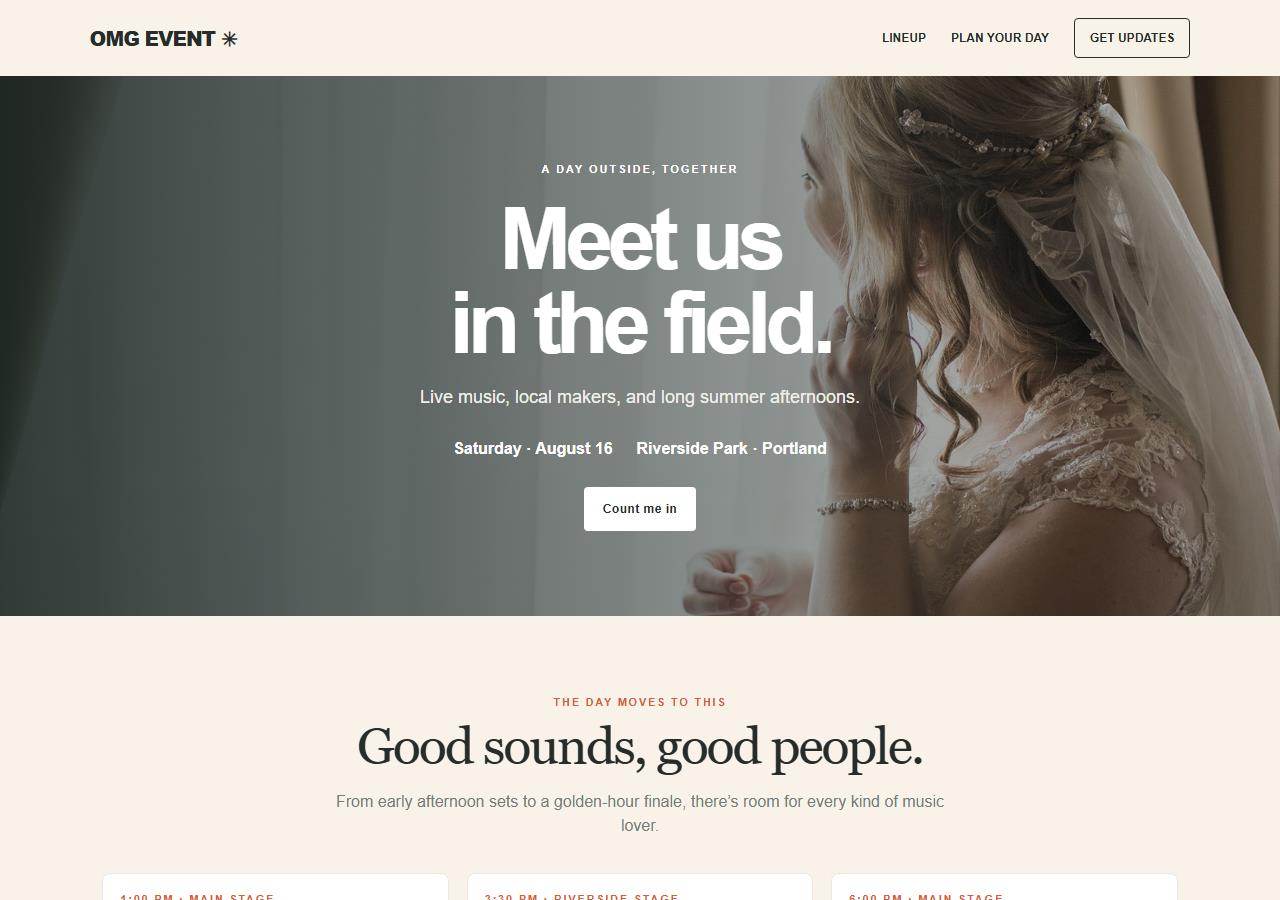 OMG EVENT ✳
LINEUP
PLAN YOUR DAY
GET UPDATES
A DAY OUTSIDE, TOGETHER
Meet us
in the field.
Live music, local makers, and long summer afternoons.
Saturday · August 16 Riverside Park · Portland
Count me in
THE DAY MOVES TO THIS
Good sounds, good people.
From early afternoon sets to a golden-hour finale, there’s room for every kind of music
lover.
1:00 PM · MAIN STAGE
3:30 PM · RIVERSIDE STAGE
6:00 PM · MAIN STAGE